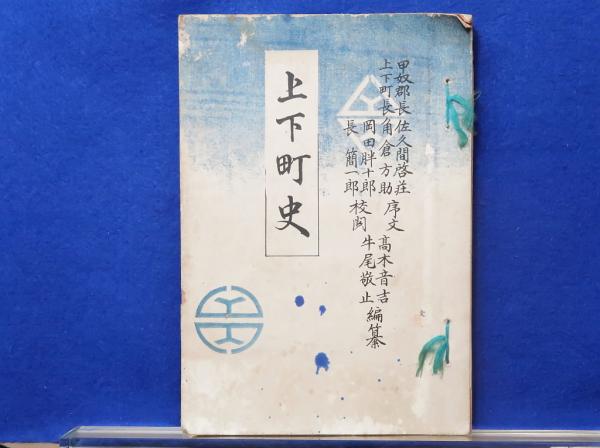 甲奴郡長佐久間啓荘
上下町長角倉方助 序文
岡田胖十郎
長簡一郎 校閲
高木音吉
牛尾敬止 編纂
上下町史